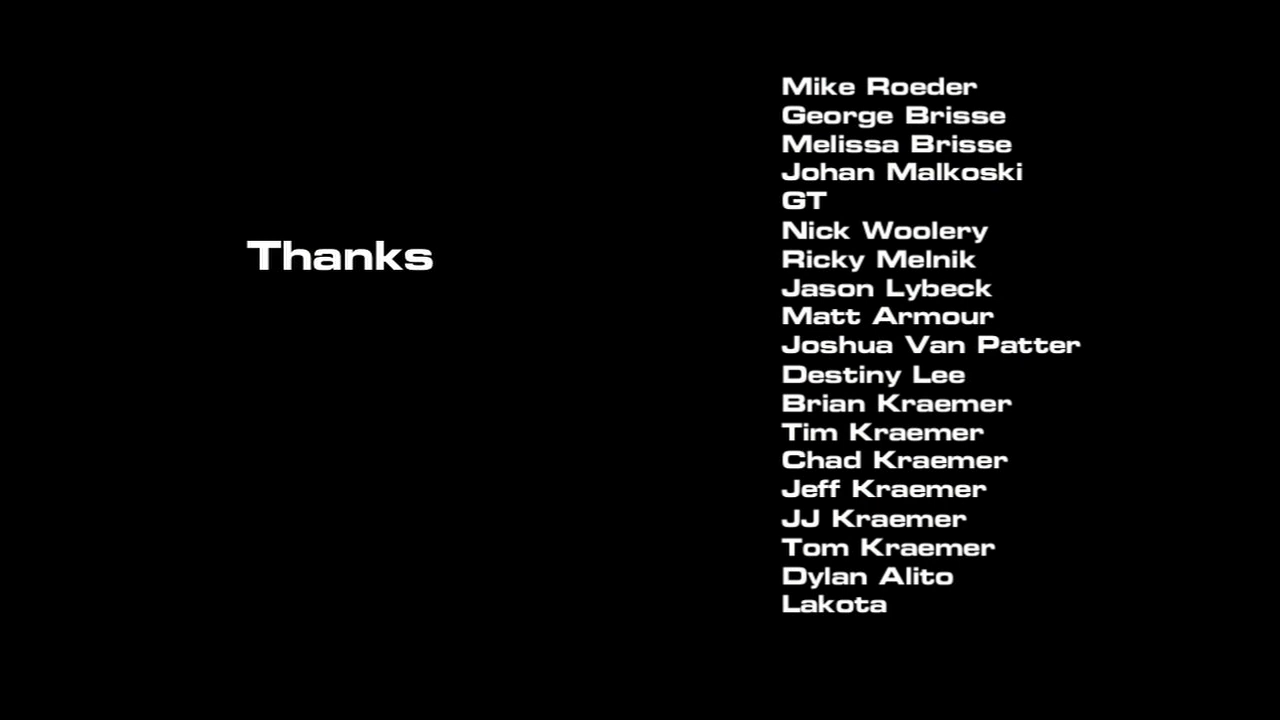 Thanks
Mike Roeder
George Brisse
Melissa Brisse
Johan Malkoski
GT
Nick Woolery
Ricky Melnik
Jason Lybeck
Matt Armour
Joshua Van Patter
Destiny Lee
Brian Kraemer
Tim Kraemer
Chad Kraemer
Jeff Kraemer
JJ Kraemer
Tom Kraemer
Dylan Alito
Lakota